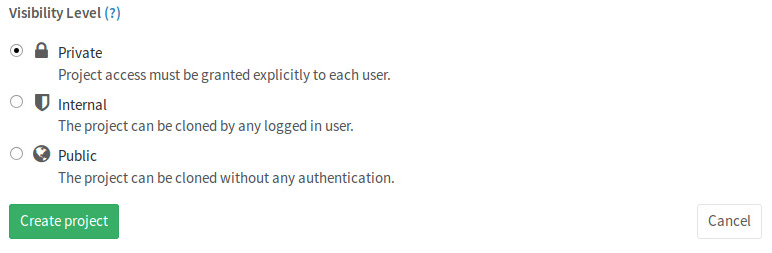 Visibility Level (?)
Private
Project access must be granted explicitly to each user.
Internal
The project can be cloned by any logged in user.
Public
The project can be cloned without any authentication.
Create project
Cancel